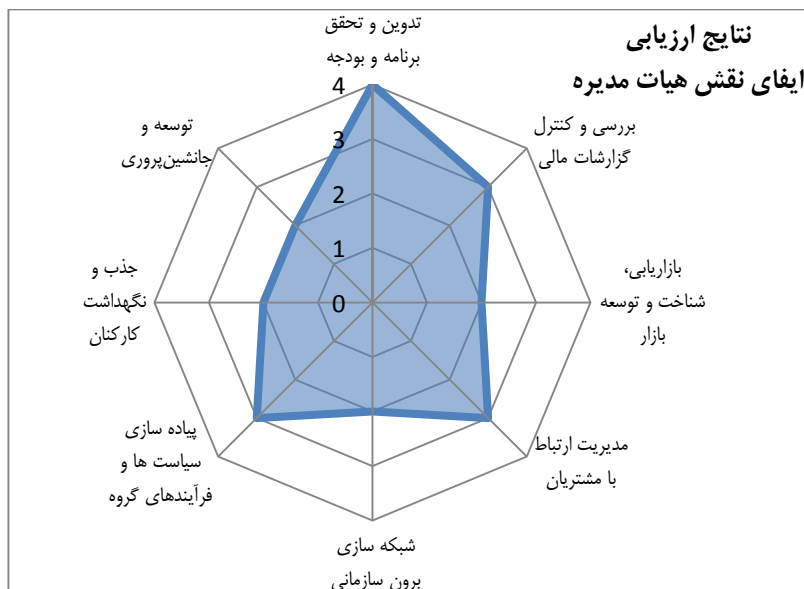 نتایج ارزیابی
ایفای نقش هیات مدیره
تدوین و تحقق
برنامه و بودجه
بررسی و کنترل
گزارشات مالی
بازاریابی،
شناخت و توسعه
بازار
مدیریت ارتباط
با مشتریان
شبکه سازی
برون سازمانی
پیاده سازی
سیاست ها و
فرآیندهای گروه
جذب و
نگهداشت
کارکنان
توسعه و
جانشین‌پروری
4
3
2
1
0